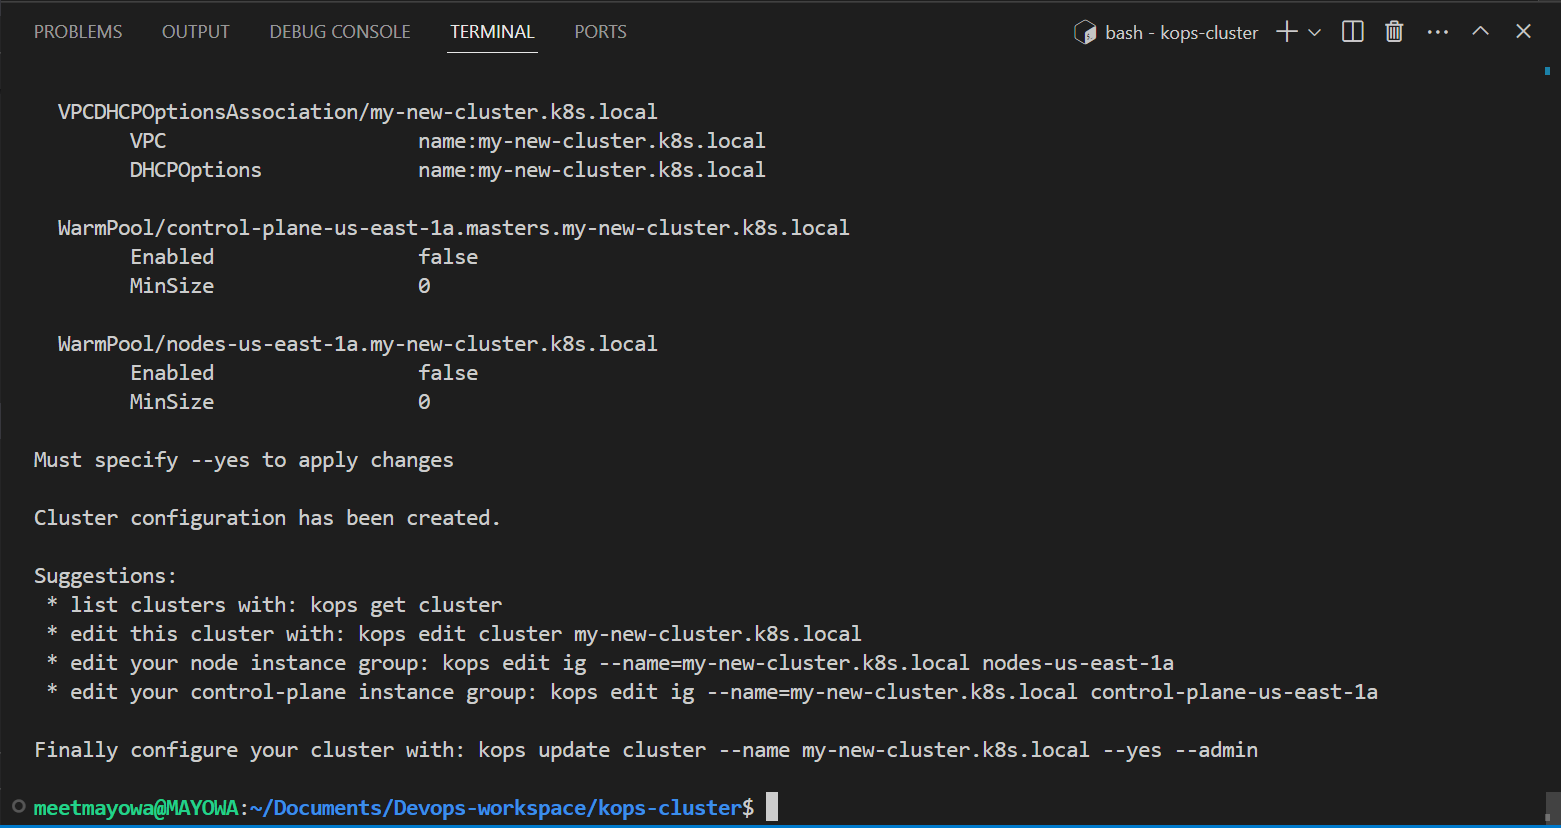 PROBLEMS OUTPUT DEBUG CONSOLE TERMINAL PORTS bash - kops-cluster
VPCDHCPOptionsAssociation/my-new-cluster.k8s.local
VPC name:my-new-cluster.k8s.local
DHCPOptions name:my-new-cluster.k8s.local
WarmPool/control-plane-us-east-1a.masters.my-new-cluster.k8s.local
Enabled false
MinSize 0
WarmPool/nodes-us-east-1a.my-new-cluster.k8s.local
Enabled false
MinSize 0
Must specify --yes to apply changes
Cluster configuration has been created.
Suggestions:
* list clusters with: kops get cluster
* edit this cluster with: kops edit cluster my-new-cluster.k8s.local
* edit your node instance group: kops edit ig --name=my-new-cluster.k8s.local nodes-us-east-1a
* edit your control-plane instance group: kops edit ig --name=my-new-cluster.k8s.local control-plane-us-east-1a
Finally configure your cluster with: kops update cluster --name my-new-cluster.k8s.local --yes --admin
meetmayowa@MAYOWA:~/Documents/Devops-workspace/kops-cluster$